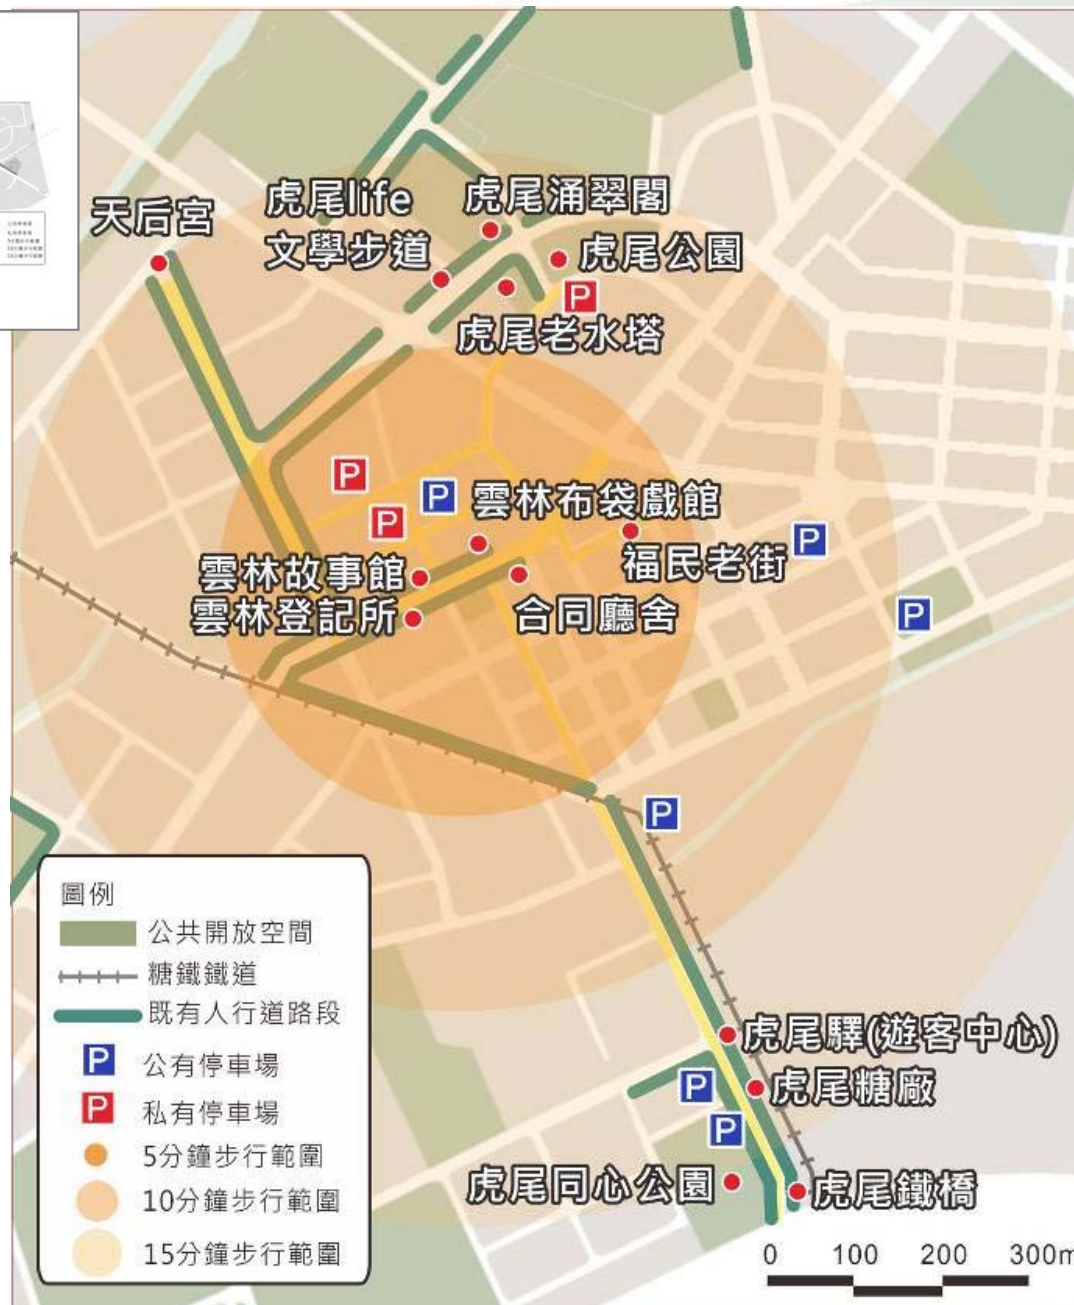 天后宮
虎尾life
文學步道
虎尾涌翠閣
虎尾公園
P
虎尾老水塔
P
P
P
雲林布袋戲館
福民老街
P
雲林故事館
雲林登記所
合同廳舍
P
P
圖例
公共開放空間
糖鐵鐵道
既有人行道路段
P 公有停車場
P 私有停車場
5分鐘步行範圍
10分鐘步行範圍
15分鐘步行範圍
虎尾驛(遊客中心)
P
虎尾糖廠
P
虎尾同心公園
虎尾鐵橋
0 100 200 300m